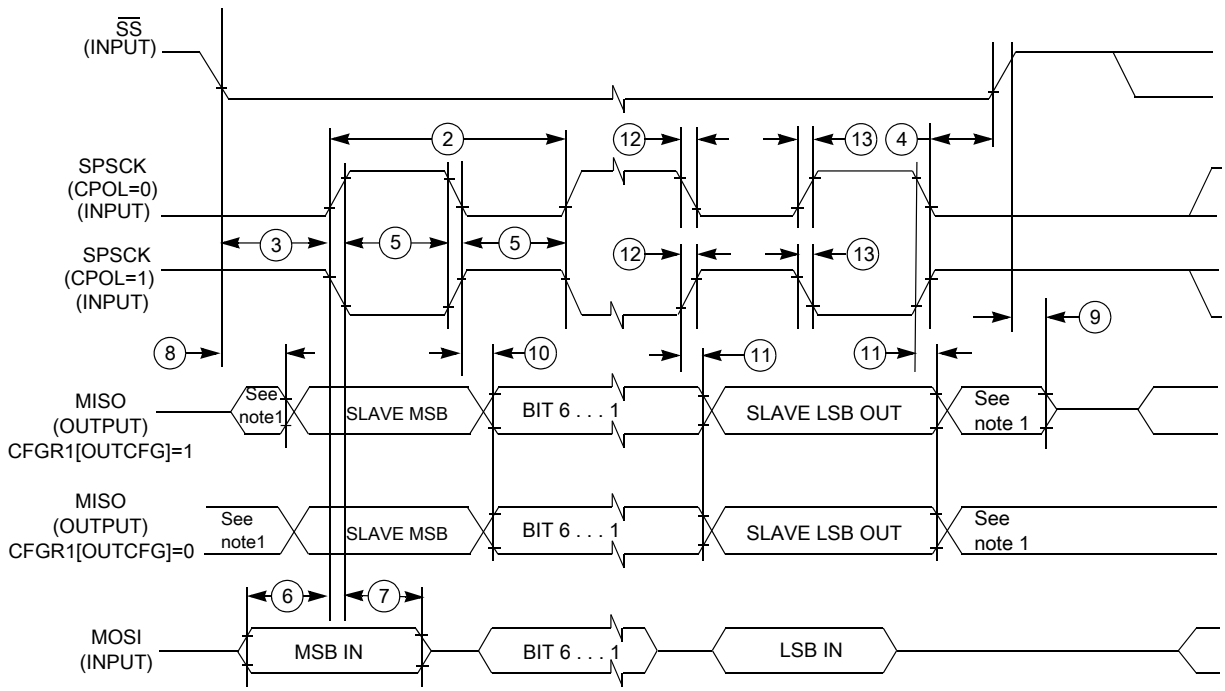 SS
(INPUT)
2
12
13
4
SPSCK
(CPOL=0)
(INPUT)
3
5
5
SPSCK
(CPOL=1)
(INPUT)
12
13
8
10
11
11
9
MISO
(OUTPUT)
CFGR1[OUTCFG]=1
See
note1
SLAVE MSB
BIT 6 . . . 1
SLAVE LSB OUT
See
note 1
MISO
(OUTPUT)
CFGR1[OUTCFG]=0
See
note1
SLAVE MSB
BIT 6 . . . 1
SLAVE LSB OUT
See
note 1
6
7
MOSI
(INPUT)
MSB IN
BIT 6 . . . 1
LSB IN